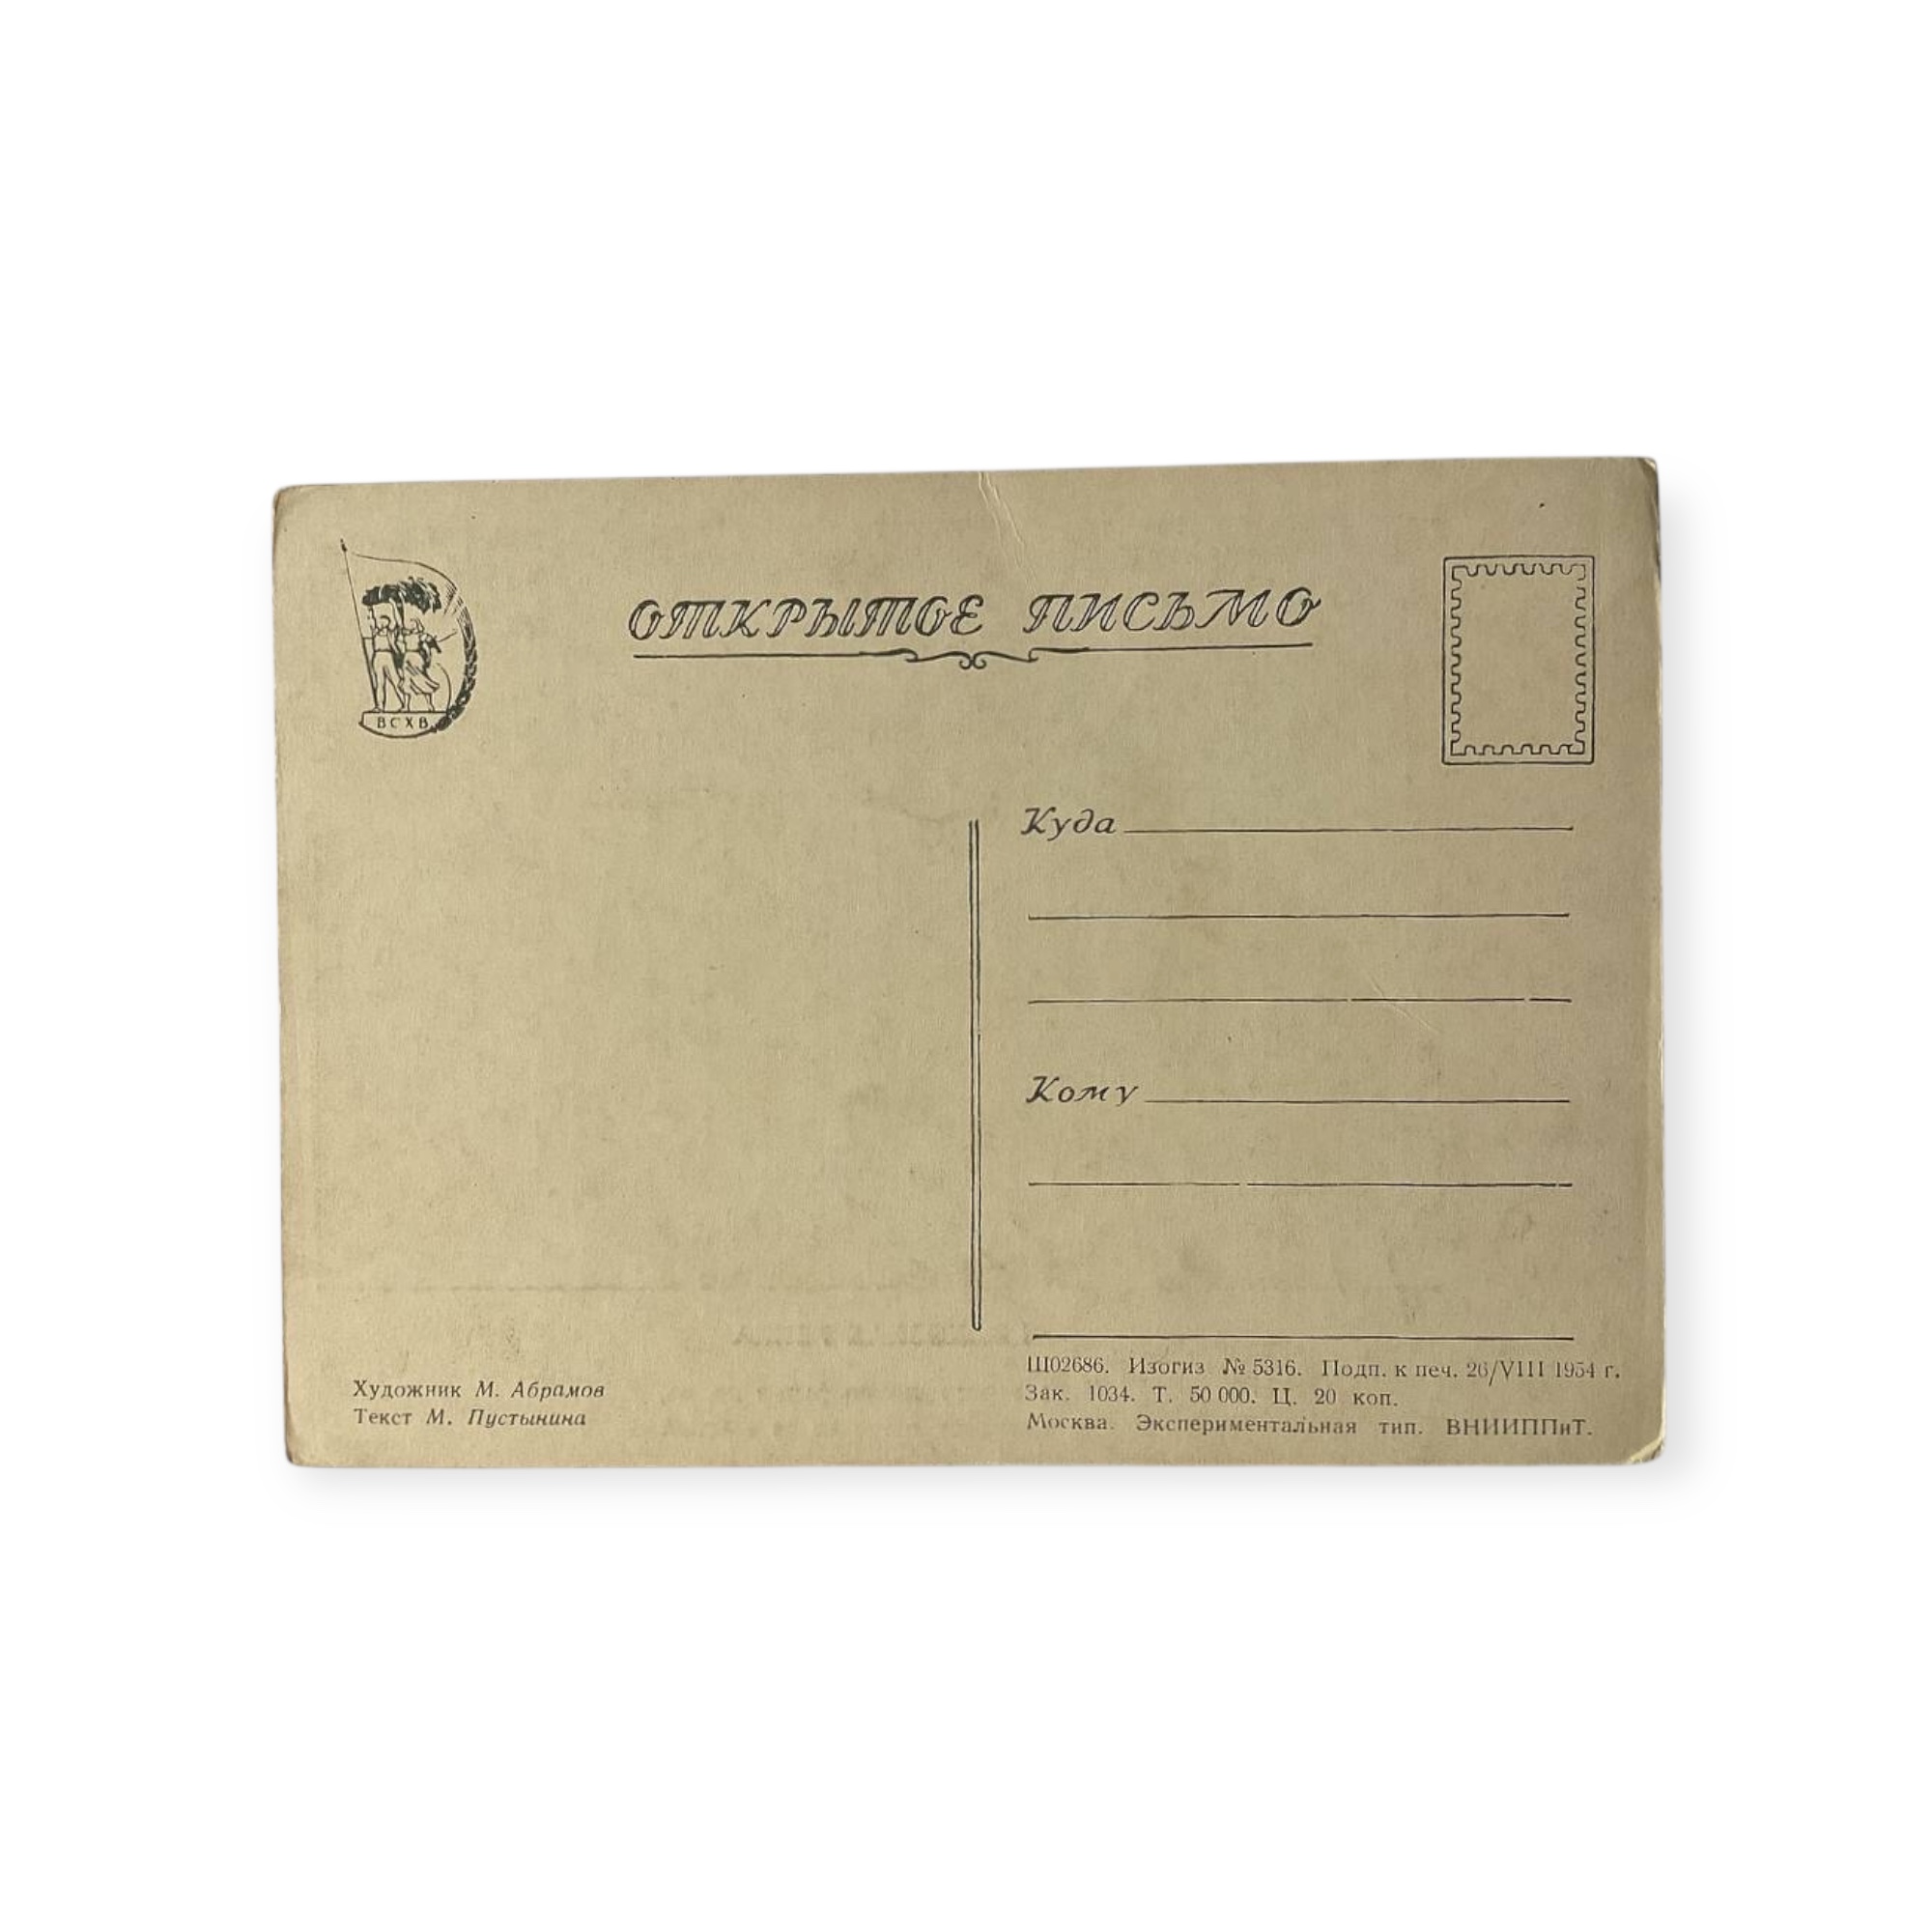 ВСХВ
ОТКРЫТОЕ ПИСЬМО
Куда
Кому
Художник М. Абрамов
Текст М. Пустынина
Ш02686. Изогиз № 5316. Подп. к печ. 26/VIII 1954 г.
Зак. 1034. Т. 50 000. Ц. 20 коп.
Москва. Экспериментальная тип. ВНИИППиТ.